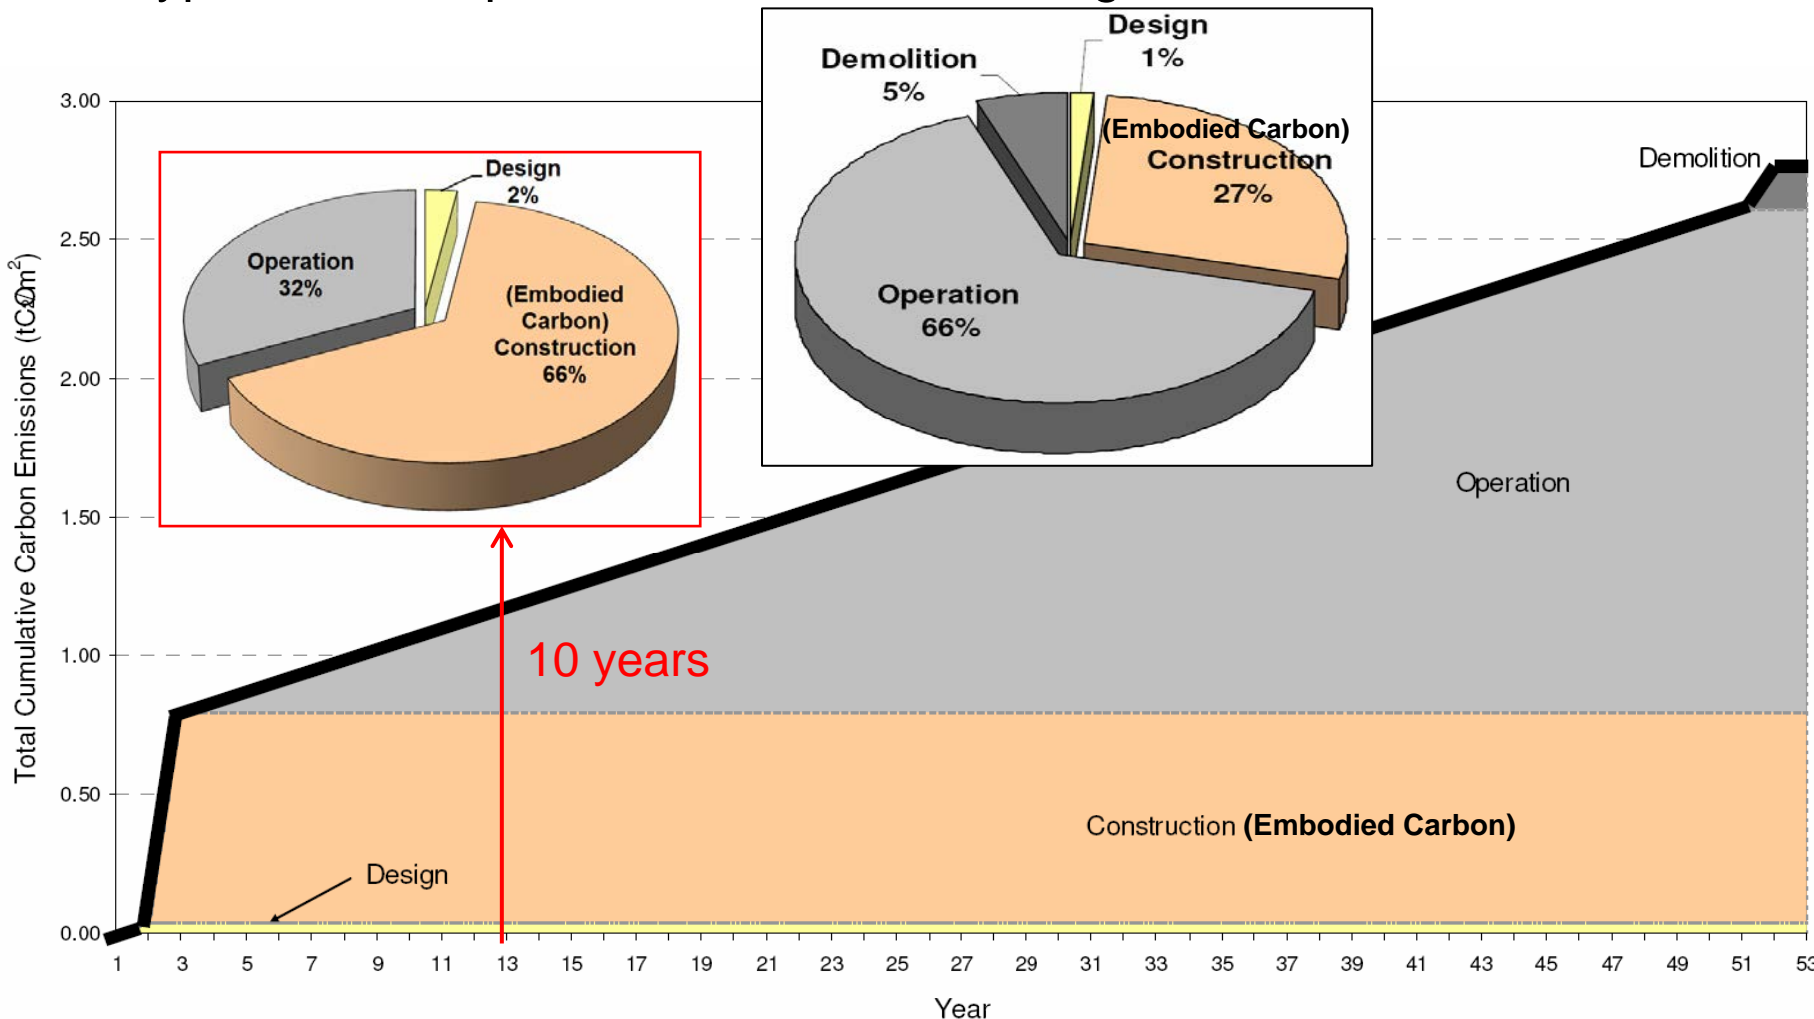 Design
1%
Demolition
5%
(Embodied Carbon)
Construction
27%
Operation
66%
Design
2%
Operation
32%
(Embodied
Carbon)
Construction
66%
Demolition
Operation
10 years
Construction (Embodied Carbon)
Design
Total Cumulative Carbon Emissions
3.00
2.50
2.00
1.50
1.00
0.50
0.00
1 3 5 7 9 11 13 15 17 19 21 23 25 27 29 31 33 35 37 39 41 43 45 47 49 51 53
Year